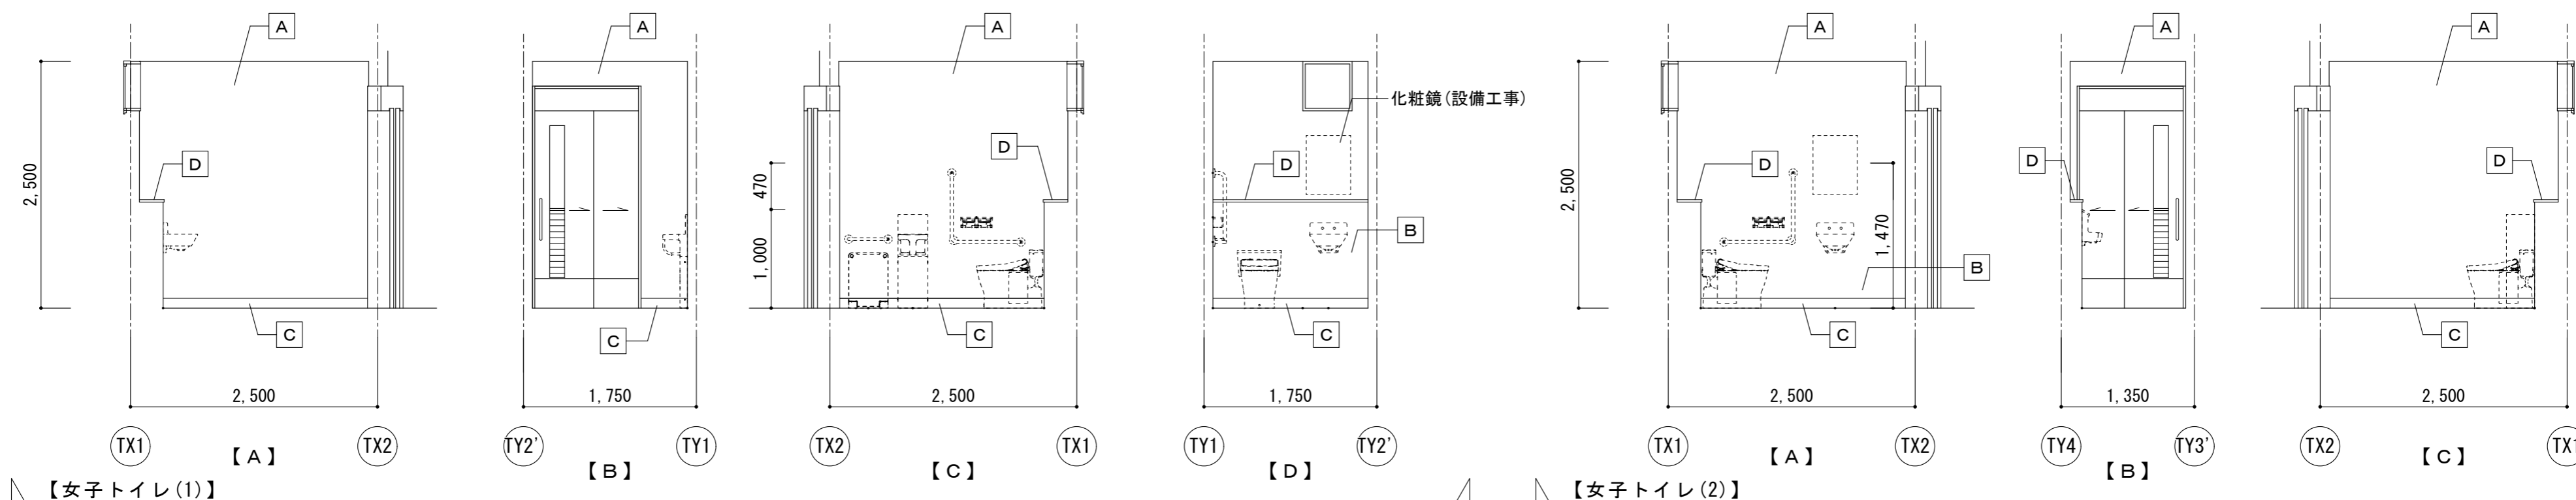 A
A
A
A
A
A
A
化粧鏡(設備工事)
D
D
D
D
D
D
2,500
470
1,000
2,500
1,470
B
B
C
C
C
C
C
C
2,500
1,750
2,500
1,750
2,500
1,350
2,500
TX1
TX2
TY2'
TY1
TX2
TX1
TY1
TY2'
TX1
TX2
TY4
TY3'
TX2
TX1
【A】
【B】
【C】
【D】
【A】
【B】
【C】
【女子トイレ(1)】
【女子トイレ(2)】